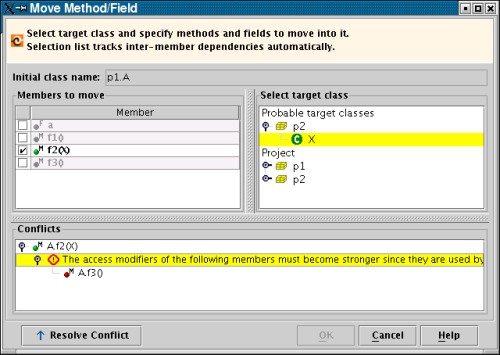 Move Method/Field
Select target class and specify methods and fields to move into it.
Selection list tracks inter-member dependencies automatically.
Initial class name: p1.A
Members to move
Member
a
f1()
f2(X)
f3()
Select target class
Probable target classes
p2
X
Project
p1
p2
Conflicts
A.f2(X)
The access modifiers of the following members must become stronger since they are used by
A.f3()
Resolve Conflict
OK
Cancel
Help